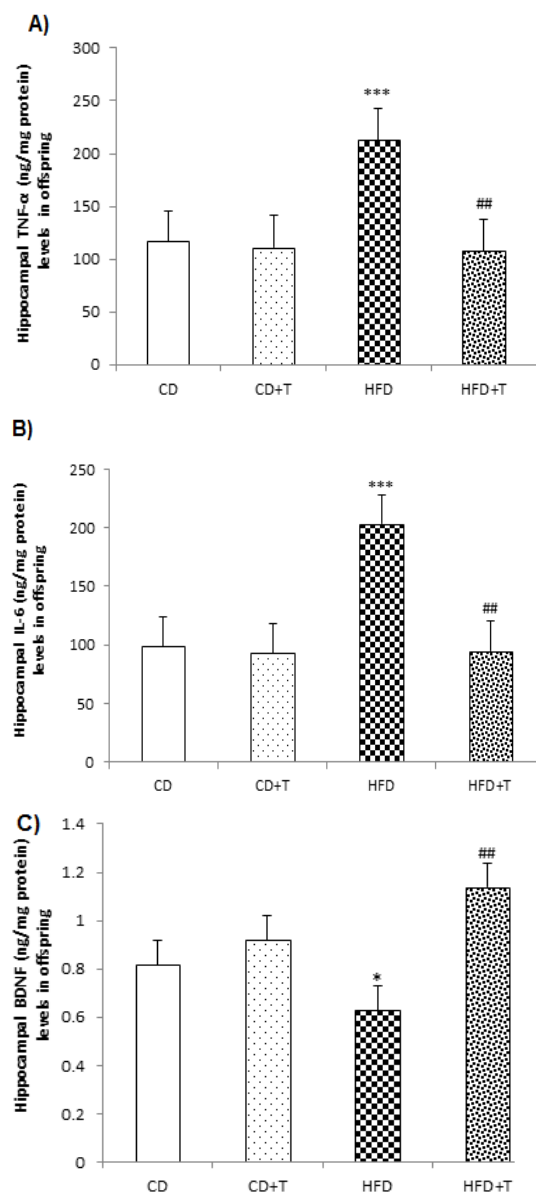 A)
Hippocampal TNF-α (ng/mg protein)
levels in offspring
300
250
200
150
100
50
0
***
##
CD CD+T HFD HFD+T
B)
Hippocampal IL-6 (ng/mg protein)
levels in offspring
250
200
150
100
50
0
***
##
CD CD+T HFD HFD+T
C)
Hippocampal BDNF (ng/mg protein)
levels in offspring
1.4
1.2
1
0.8
0.6
0.4
0.2
0
##
*
CD CD+T HFD HFD+T